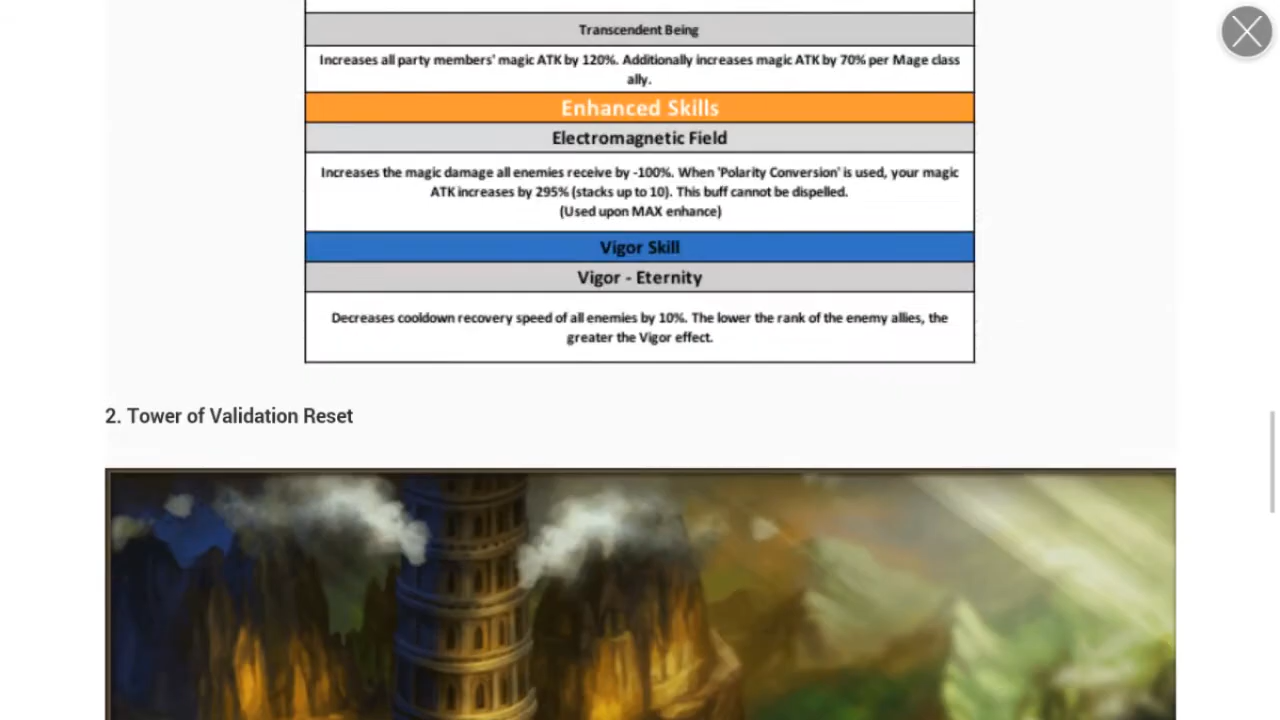 Transcendent Being
Increases all party members' magic ATK by 120%. Additionally increases magic ATK by 70% per Mage class
ally.
Enhanced Skills
Electromagnetic Field
Increases the magic damage all enemies receive by -100%. When 'Polarity Conversion' is used, your magic
ATK increases by 295% (stacks up to 10). This buff cannot be dispelled.
(Used upon MAX enhance)
Vigor Skill
Vigor - Eternity
Decreases cooldown recovery speed of all enemies by 10%. The lower the rank of the enemy allies, the
greater the Vigor effect.
2. Tower of Validation Reset